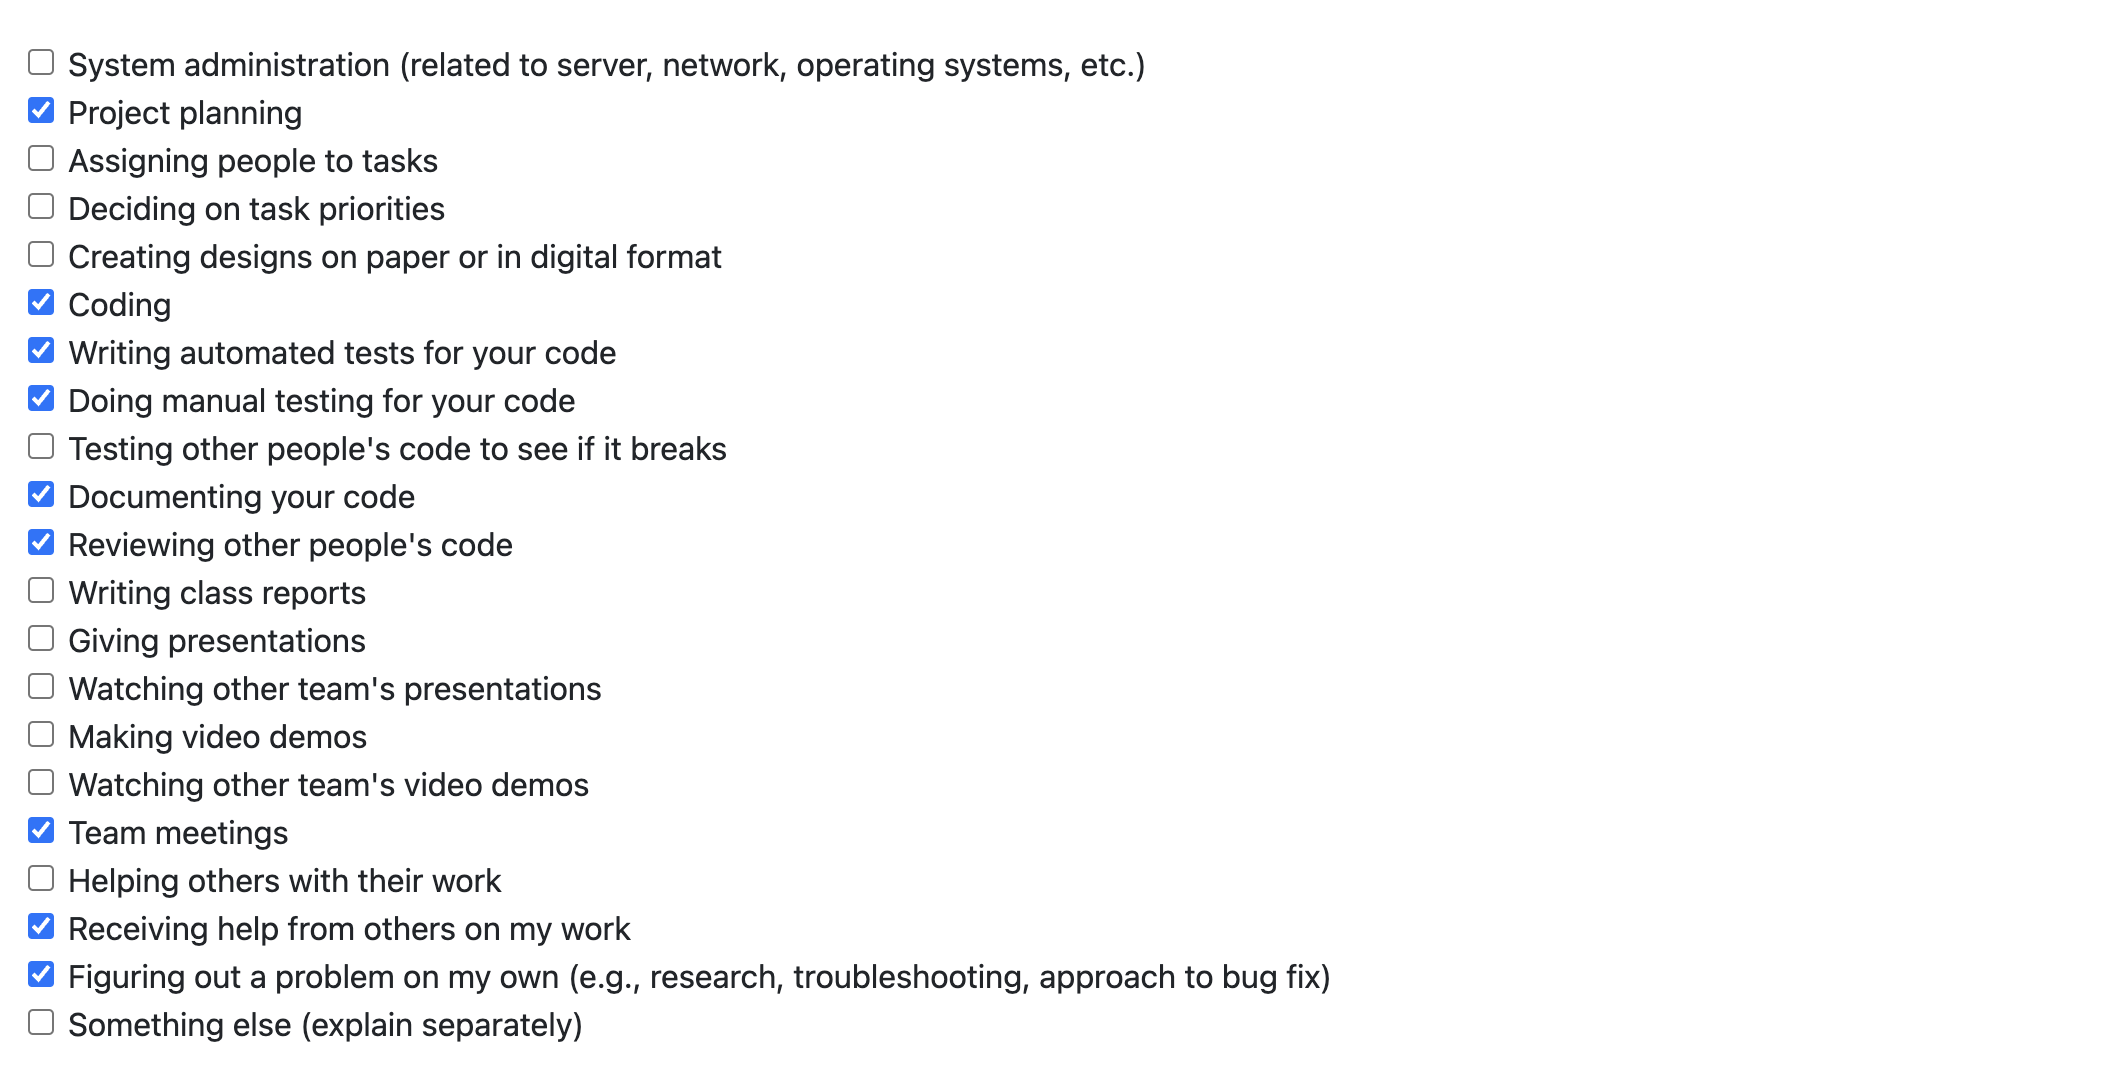 System administration (related to server, network, operating systems, etc.)
Project planning
Assigning people to tasks
Deciding on task priorities
Creating designs on paper or in digital format
Coding
Writing automated tests for your code
Doing manual testing for your code
Testing other people's code to see if it breaks
Documenting your code
Reviewing other people's code
Writing class reports
Giving presentations
Watching other team's presentations
Making video demos
Watching other team's video demos
Team meetings
Helping others with their work
Receiving help from others on my work
Figuring out a problem on my own (e.g., research, troubleshooting, approach to bug fix)
Something else (explain separately)